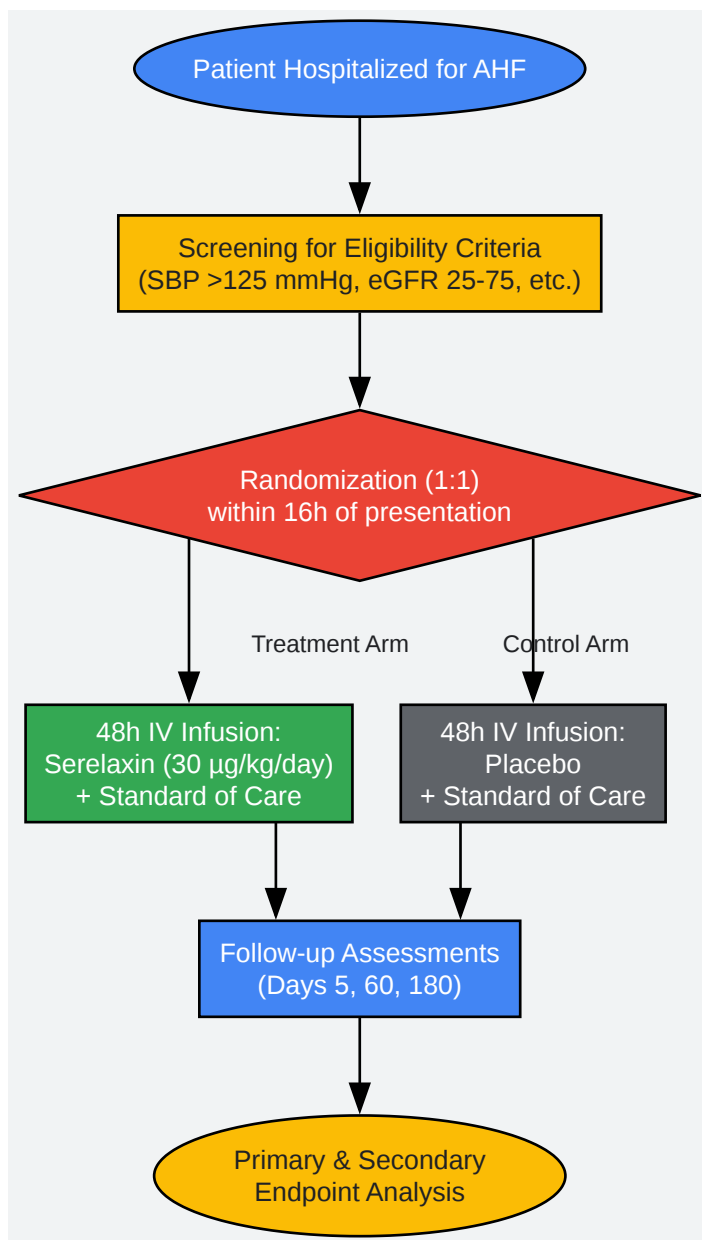 Patient Hospitalized for AHF
Screening for Eligibility Criteria
(SBP >125 mmHg, eGFR 25-75, etc.)
Randomization (1:1)
within 16h of presentation
Treatment Arm
Control Arm
48h IV Infusion:
Serelaxin (30 µg/kg/day)
+ Standard of Care
48h IV Infusion:
Placebo
+ Standard of Care
Follow-up Assessments
(Days 5, 60, 180)
Primary & Secondary
Endpoint Analysis